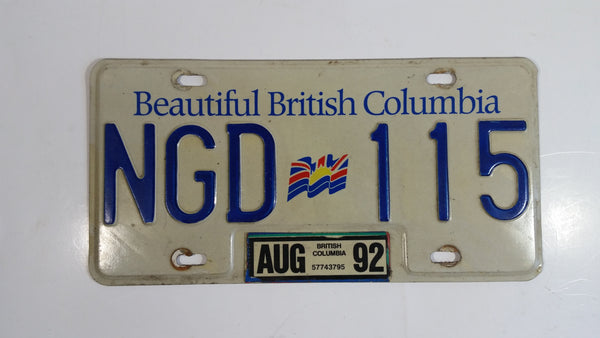 Beautiful British Columbia
NGD 115
AUG BRITISH COLUMBIA 92
57743795